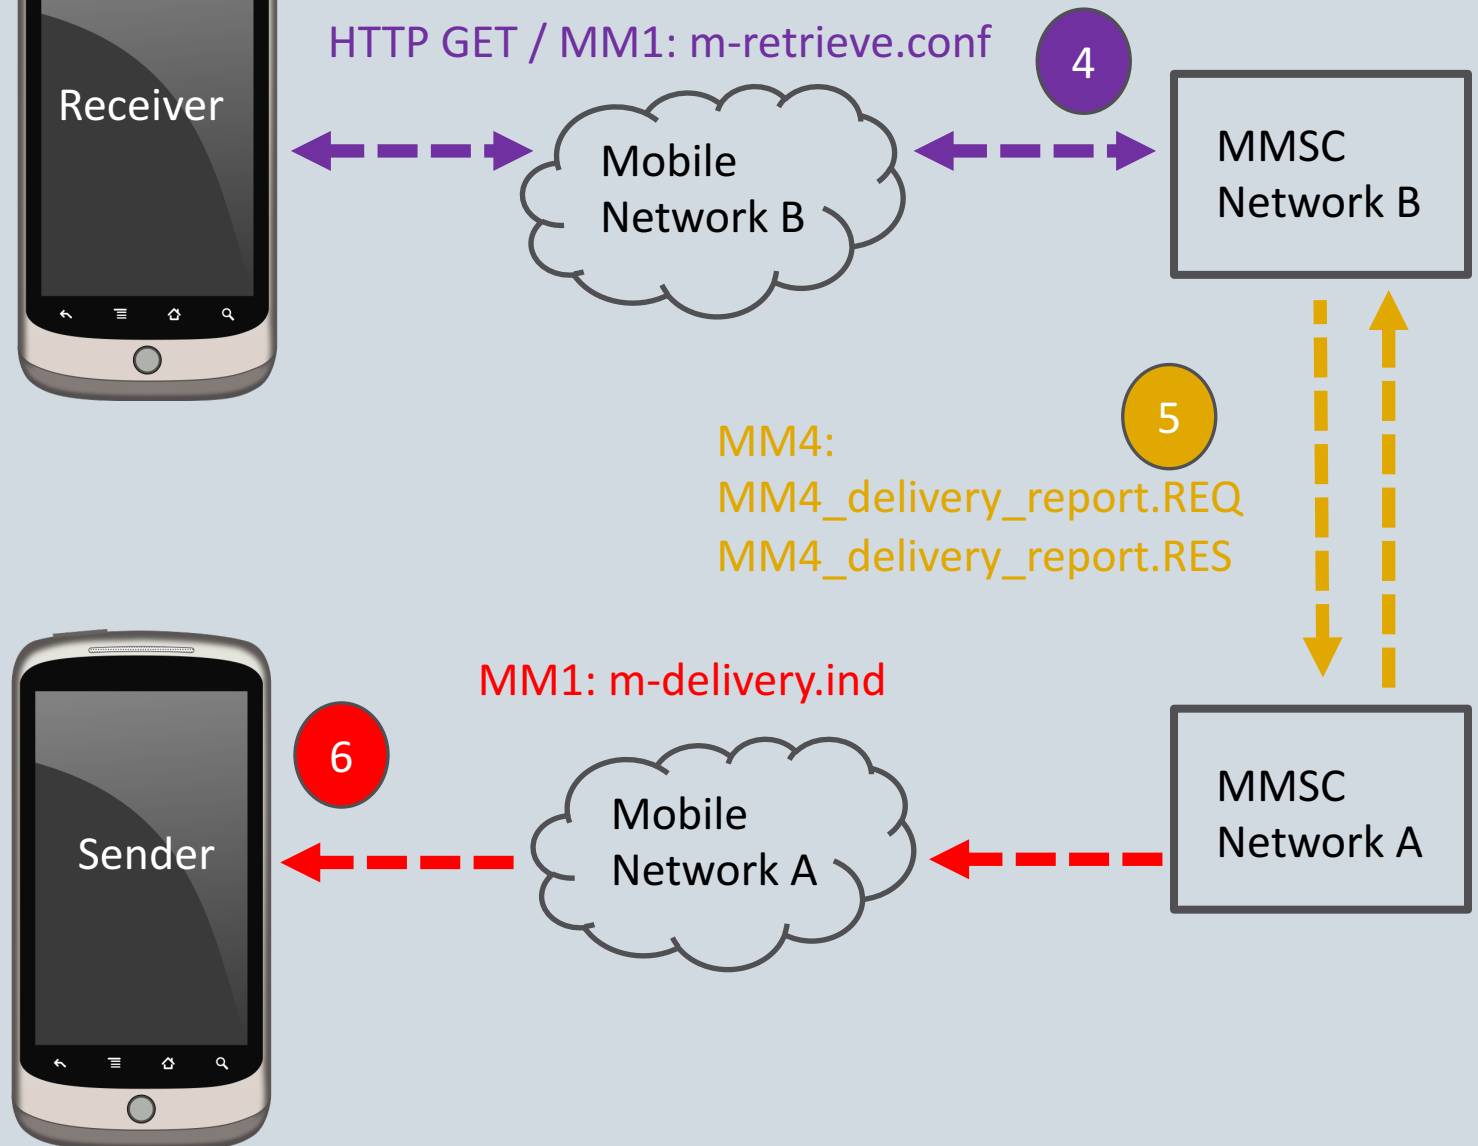 HTTP GET / MM1: m-retrieve.conf
4
Receiver
Mobile
Network B
MMSC
Network B
5
MM4:
MM4_delivery_report.REQ
MM4_delivery_report.RES
MM1: m-delivery.ind
6
Sender
Mobile
Network A
MMSC
Network A